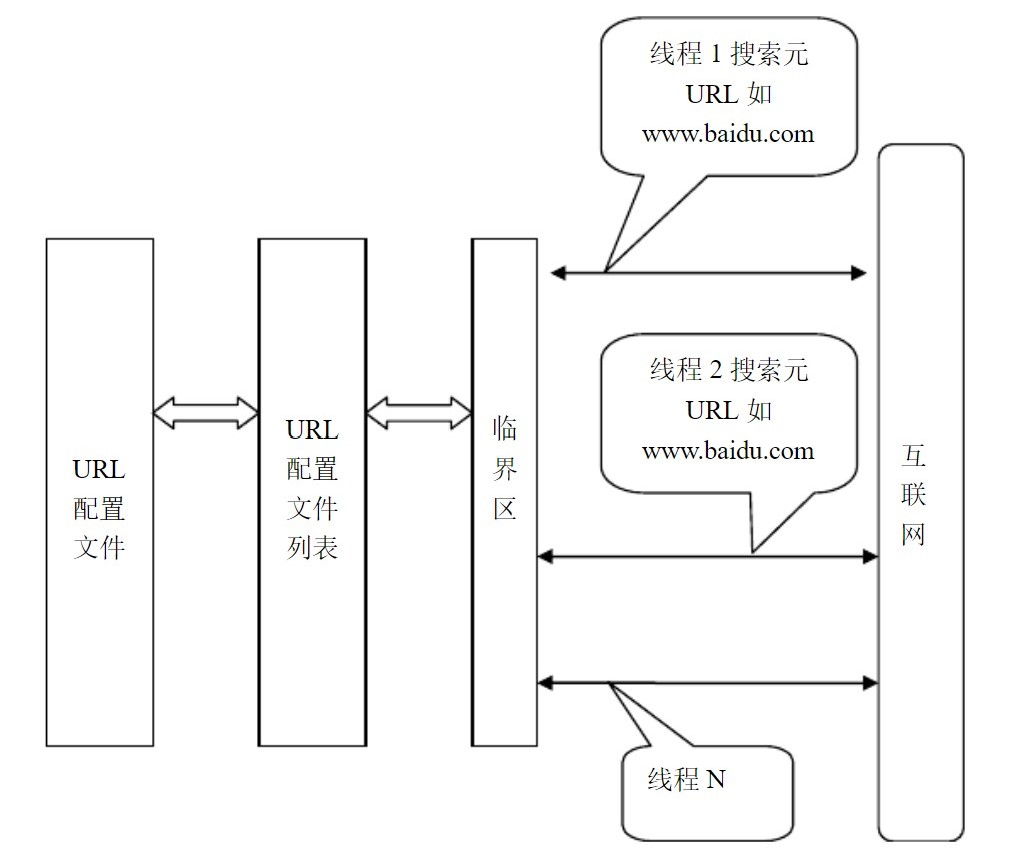 线程 1 搜索元
URL 如
www.baidu.com
线程 2 搜索元
URL 如
www.baidu.com
URL
配置
文件
URL
配置
文件
列表
临
界
区
互
联
网
线程 N